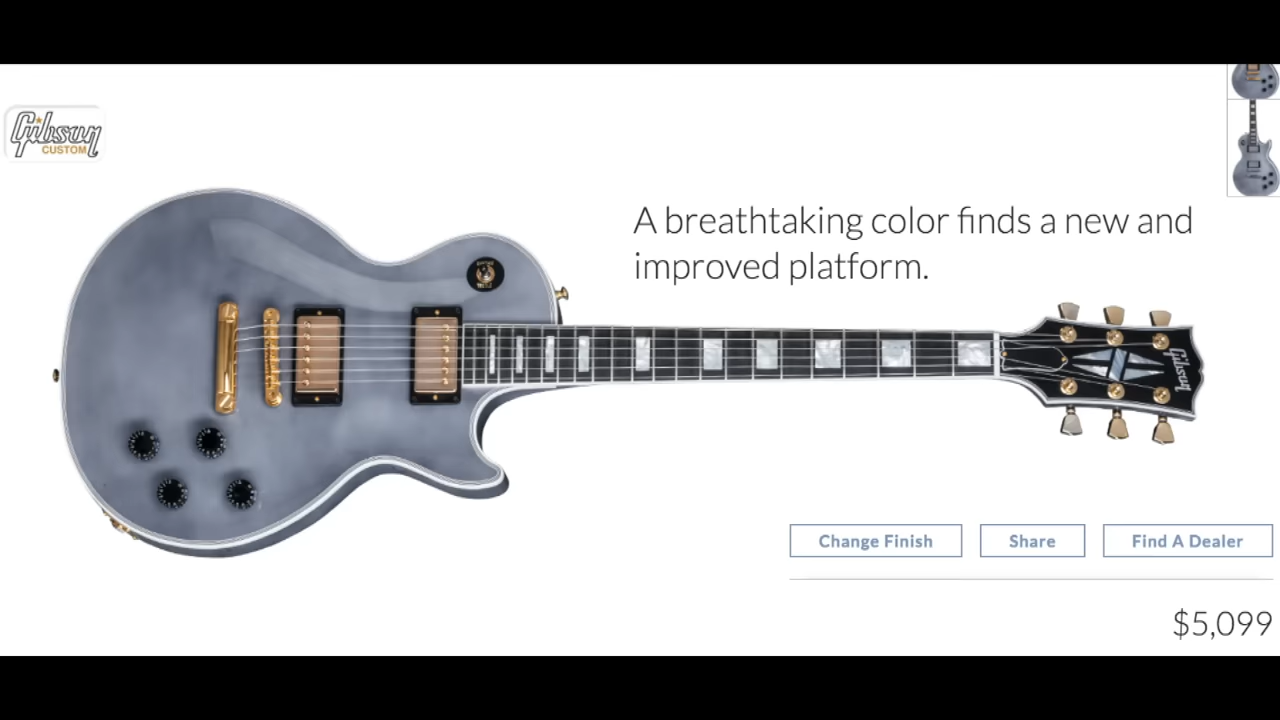 Gibson
CUSTOM
A breathtaking color finds a new and
improved platform.
Gibson
Change Finish
Share
Find A Dealer
$5,099